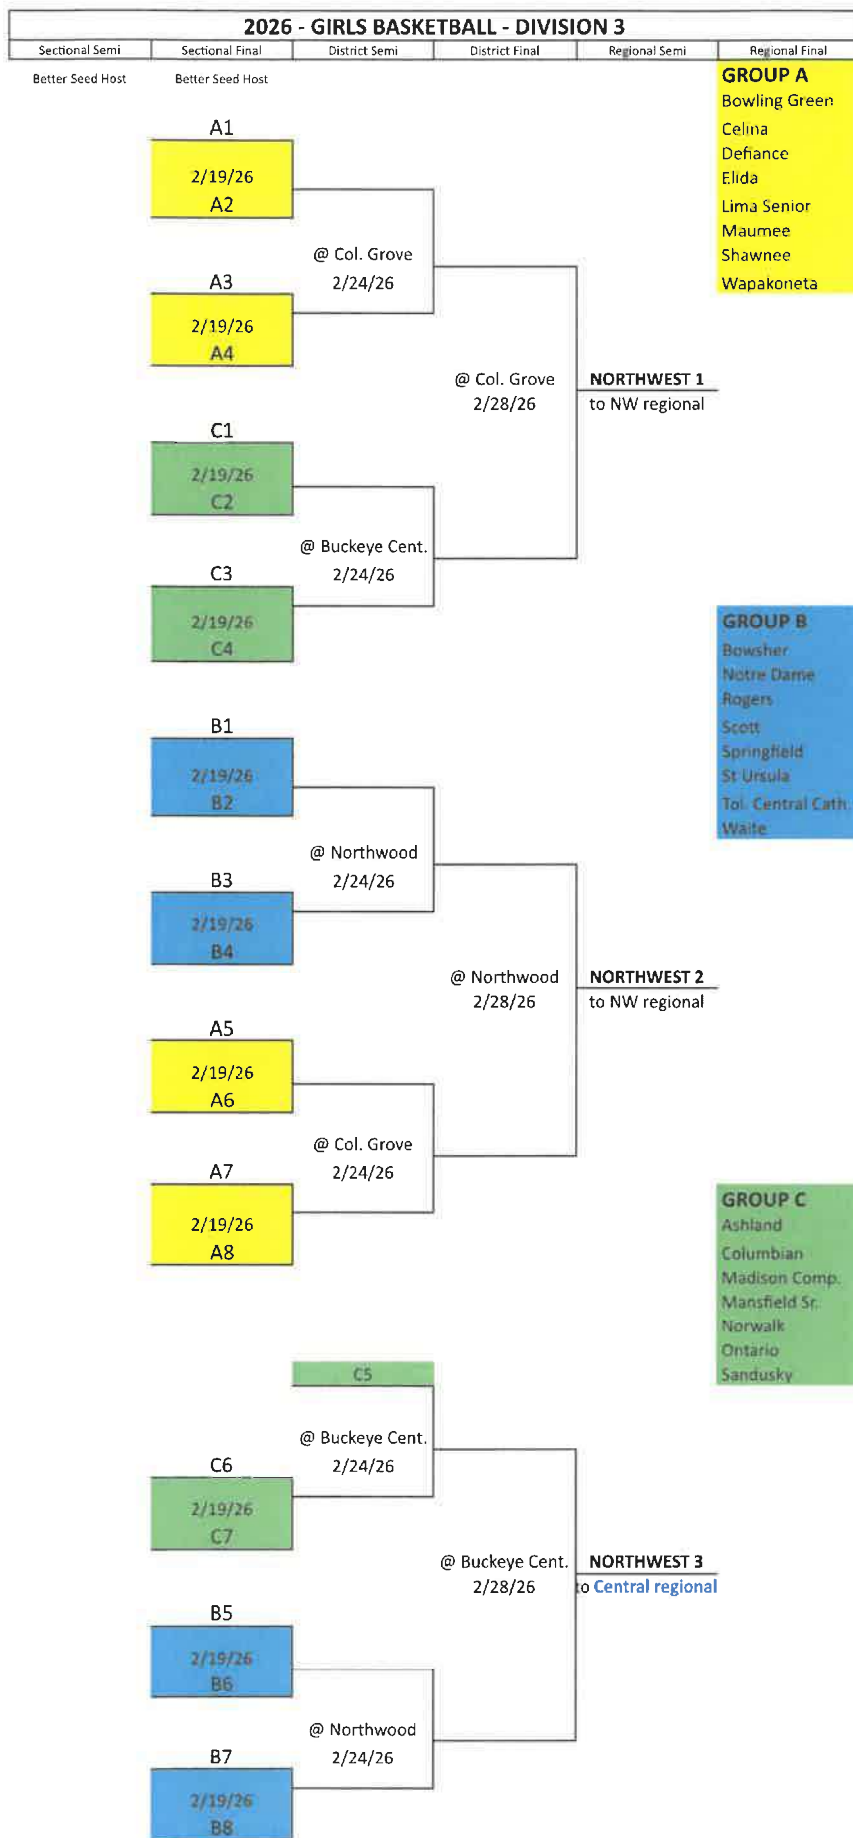 2026 - GIRLS BASKETBALL - DIVISION 3
Sectional Semi Sectional Final District Semi District Final Regional Semi Regional Final
Better Seed Host Better Seed Host
GROUP A
Bowling Green
Celina
Defiance
Elida
Lima Senior
Maumee
Shawnee
Wapakoneta
A1
2/19/26
A2
@ Col. Grove
2/24/26
A3
2/19/26
A4
@ Col. Grove
2/28/26
NORTHWEST 1
to NW regional
C1
2/19/26
C2
@ Buckeye Cent.
2/24/26
C3
2/19/26
C4
GROUP B
Bowsher
Notre Dame
Rogers
Scott
Springfield
St Ursula
Tol. Central Cath.
Waite
B1
2/19/26
B2
@ Northwood
2/24/26
B3
2/19/26
B4
@ Northwood
2/28/26
NORTHWEST 2
to NW regional
A5
2/19/26
A6
@ Col. Grove
2/24/26
A7
2/19/26
A8
GROUP C
Ashland
Columbian
Madison Comp.
Mansfield Sr.
Norwalk
Ontario
Sandusky
C5
@ Buckeye Cent.
2/24/26
C6
2/19/26
C7
@ Buckeye Cent.
2/28/26
NORTHWEST 3
to Central regional
B5
2/19/26
B6
@ Northwood
2/24/26
B7
2/19/26
B8